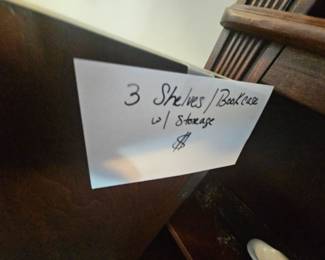 3 Shelves/Bookcase
w/ storage
$